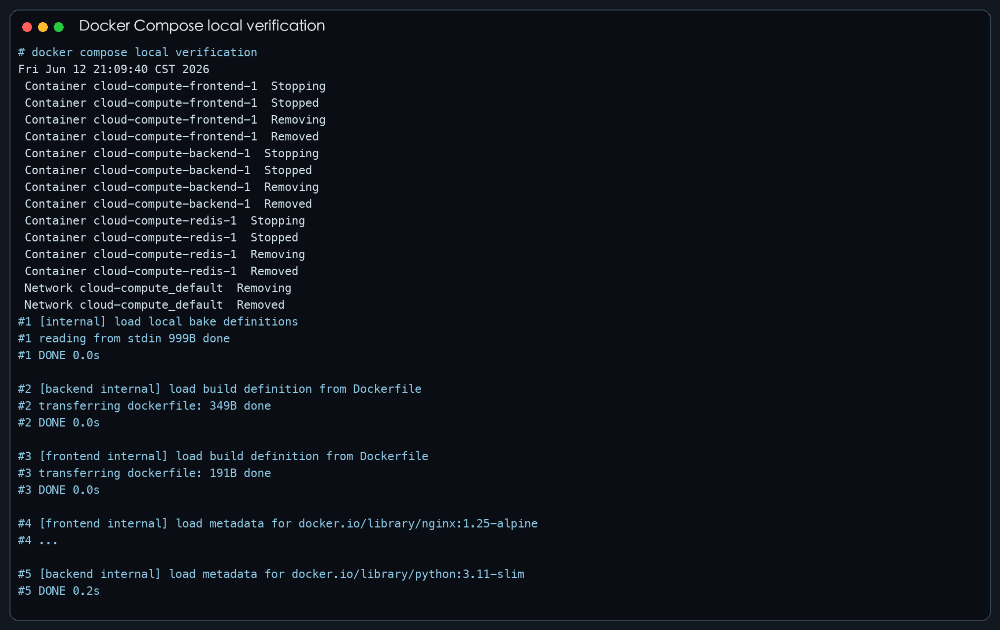 Docker Compose local verification
# docker compose local verification
Fri Jun 12 21:09:40 CST 2026
Container cloud-compute-frontend-1  Stopping
Container cloud-compute-frontend-1  Stopped
Container cloud-compute-frontend-1  Removing
Container cloud-compute-frontend-1  Removed
Container cloud-compute-backend-1  Stopping
Container cloud-compute-backend-1  Stopped
Container cloud-compute-backend-1  Removing
Container cloud-compute-backend-1  Removed
Container cloud-compute-redis-1  Stopping
Container cloud-compute-redis-1  Stopped
Container cloud-compute-redis-1  Removing
Container cloud-compute-redis-1  Removed
Network cloud-compute_default  Removing
Network cloud-compute_default  Removed
#1 [internal] load local bake definitions
#1 reading from stdin 999B done
#1 DONE 0.0s
#2 [backend internal] load build definition from Dockerfile
#2 transferring dockerfile: 349B done
#2 DONE 0.0s
#3 [frontend internal] load build definition from Dockerfile
#3 transferring dockerfile: 191B done
#3 DONE 0.0s
#4 [frontend internal] load metadata for docker.io/library/nginx:1.25-alpine
#4 ...
#5 [backend internal] load metadata for docker.io/library/python:3.11-slim
#5 DONE 0.2s